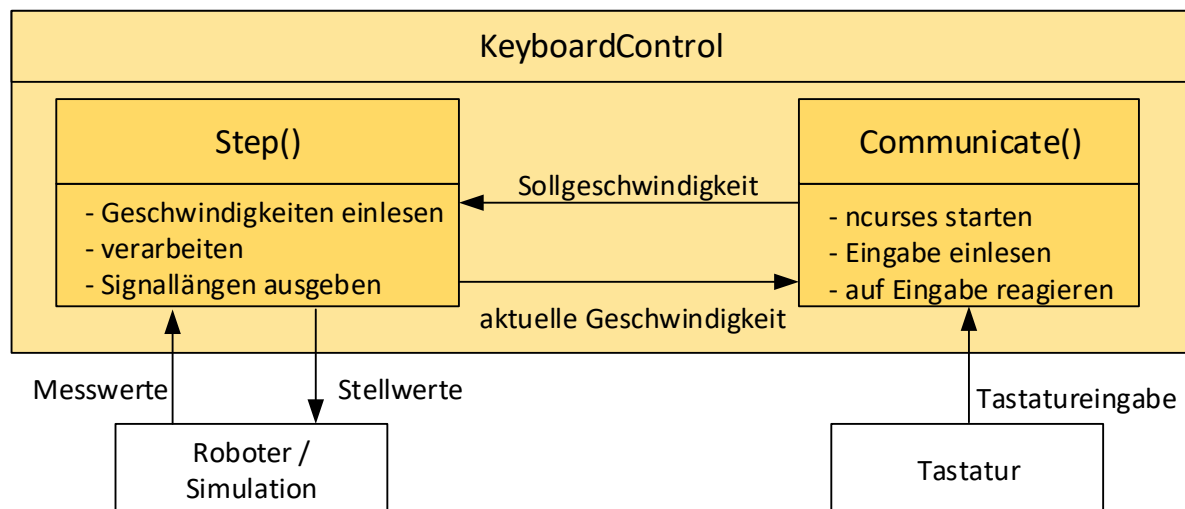 KeyboardControl
Step()
- Geschwindigkeiten einlesen
- verarbeiten
- Signallängen ausgeben
Sollgeschwindigkeit
aktuelle Geschwindigkeit
Communicate()
- ncurses starten
- Eingabe einlesen
- auf Eingabe reagieren
Messwerte
Stellwerte
Tastatureingabe
Roboter /
Simulation
Tastatur